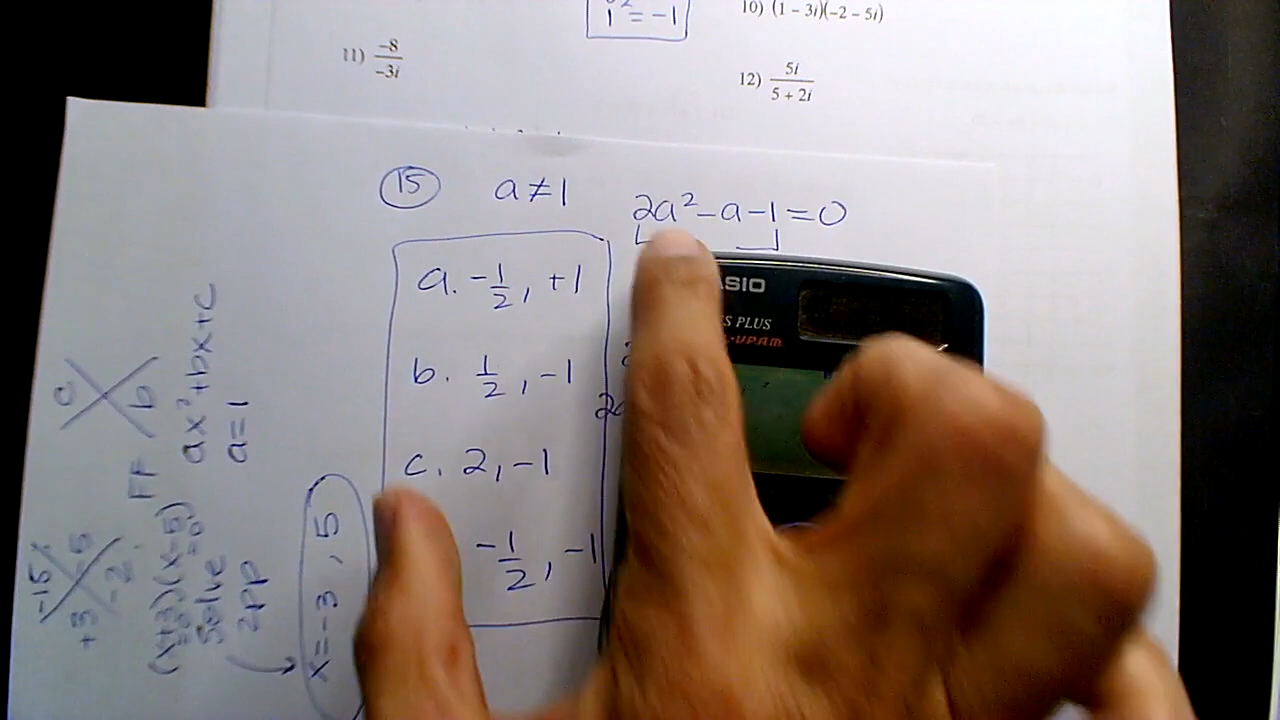 i² = -1
10) (1 - 3i)(-2 - 5i)
11) -8/-3i
12) 5i/5 + 2i
15 a ≠ 1 2a² - a - 1 = 0
a. -1/2, +1
b. 1/2, -1
c. 2, -1
-1/2, -1
SIO
S PLUS
V.P.A.M.
c b
FF
ax² + bx + c
a = 1
-15
+3 -5
-2
(x+3)(x-5)
=0 =0
Solve
2pp
x = -3, 5